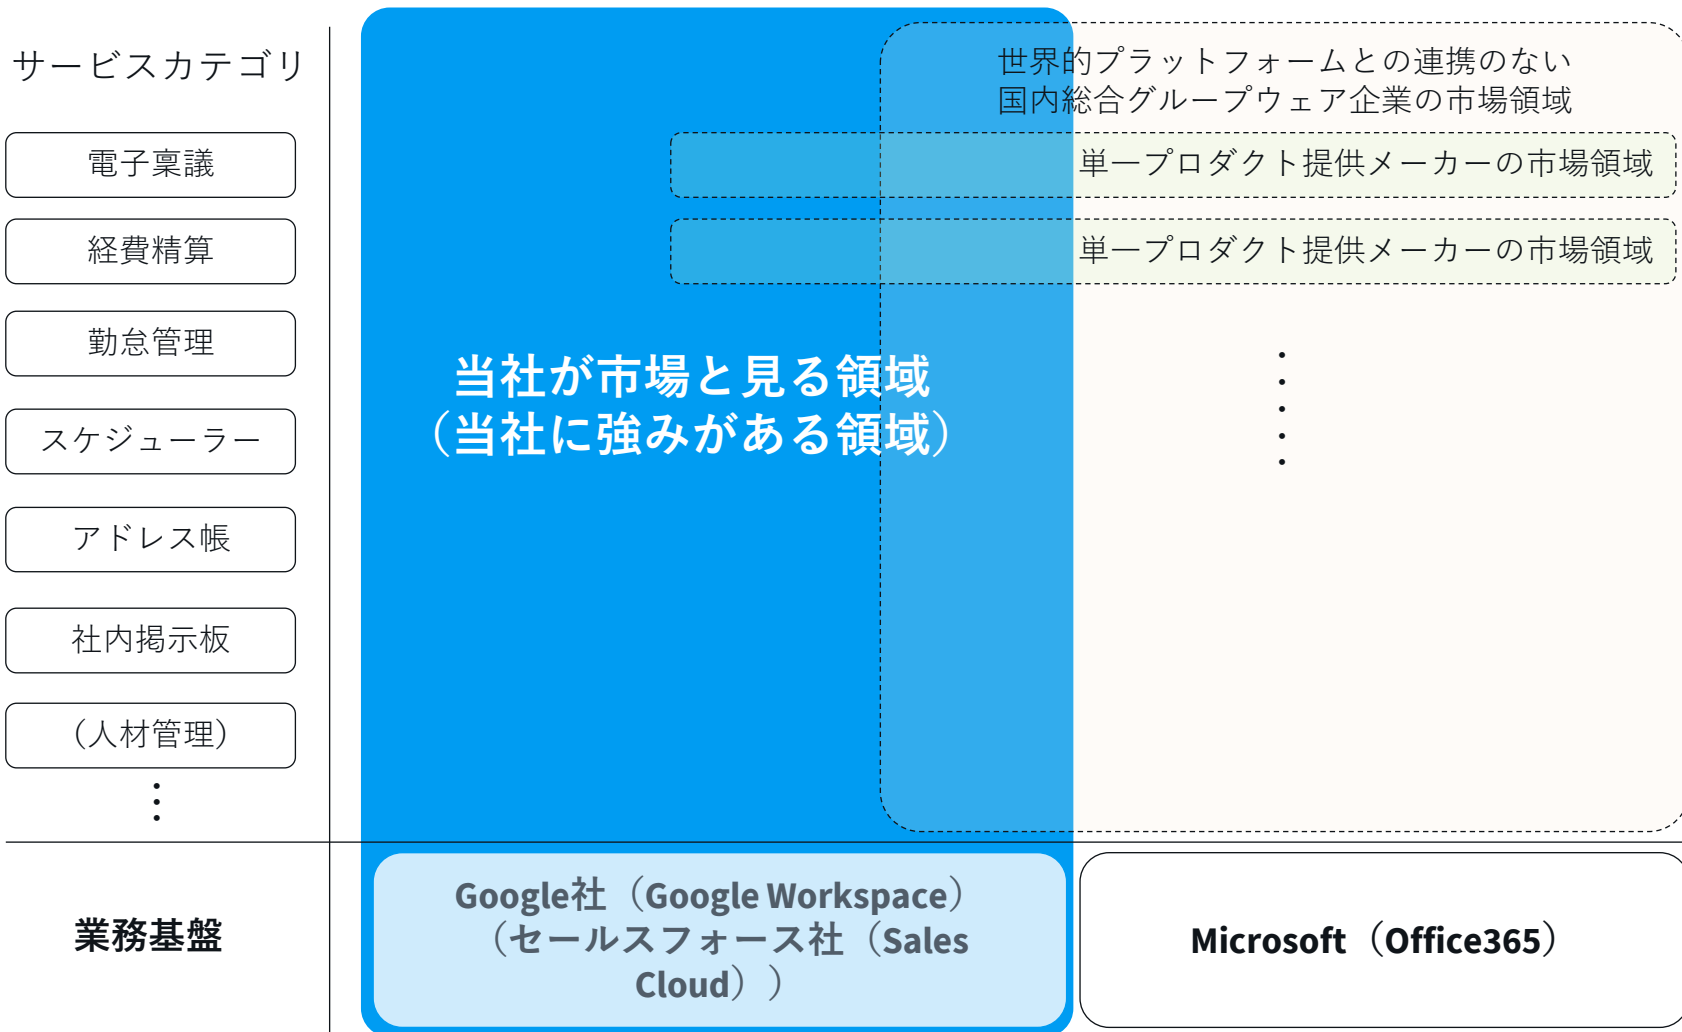 サービスカテゴリ
世界的プラットフォームとの連携のない
国内総合グループウェア企業の市場領域
電子稟議
単一プロダクト提供メーカーの市場領域
経費精算
単一プロダクト提供メーカーの市場領域
勤怠管理
当社が市場と見る領域
（当社に強みがある領域）
スケジューラー
アドレス帳
社内掲示板
（人材管理）
業務基盤
Google社（Google Workspace）
（セールスフォース社（Sales
Cloud））
Microsoft（Office365）